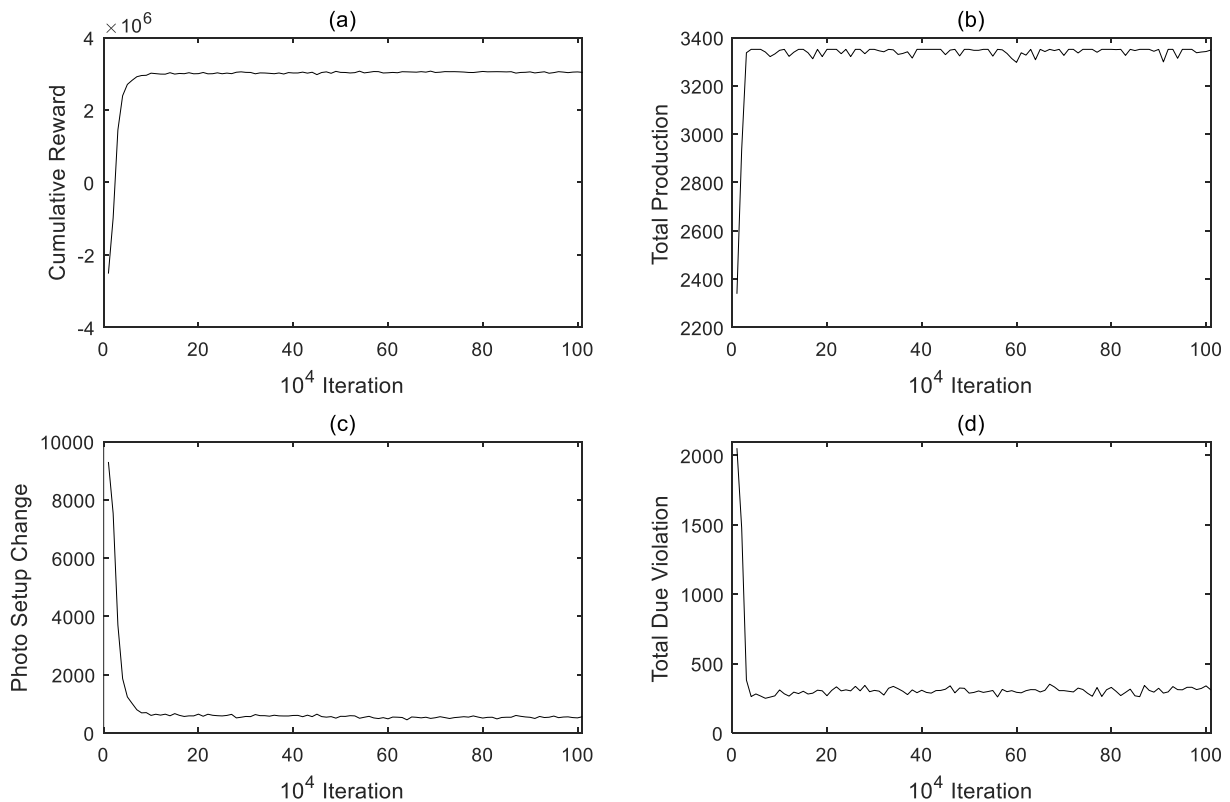 (a)
×10^6
4
2
0
-2
-4
Cumulative Reward
0 20 40 60 80 100
10^4 Iteration
(b)
3400
3200
3000
2800
2600
2400
2200
Total Production
0 20 40 60 80 100
10^4 Iteration
(c)
10000
8000
6000
4000
2000
0
Photo Setup Change
0 20 40 60 80 100
10^4 Iteration
(d)
2000
1500
1000
500
0
Total Due Violation
0 20 40 60 80 100
10^4 Iteration